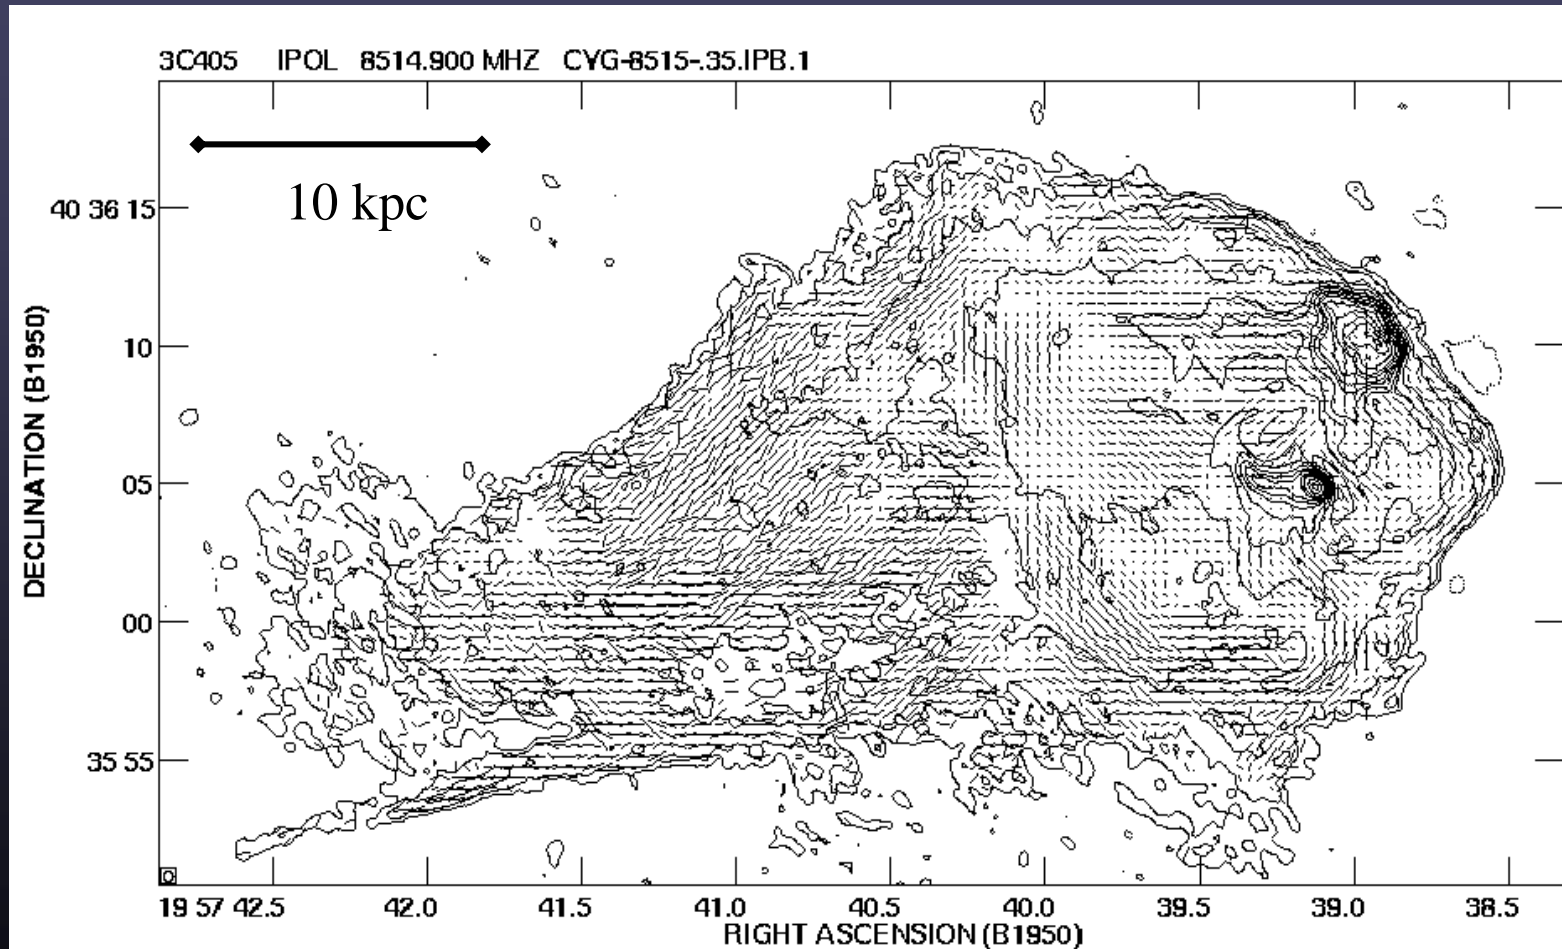 3C405 IPOL 8514.900 MHZ CYG-8515-.35.IPB.1
10 kpc
40 36 15
10
05
00
35 55
DECLINATION (B1950)
19 57 42.5 42.0 41.5 41.0 40.5 40.0 39.5 39.0 38.5
RIGHT ASCENSION (B1950)